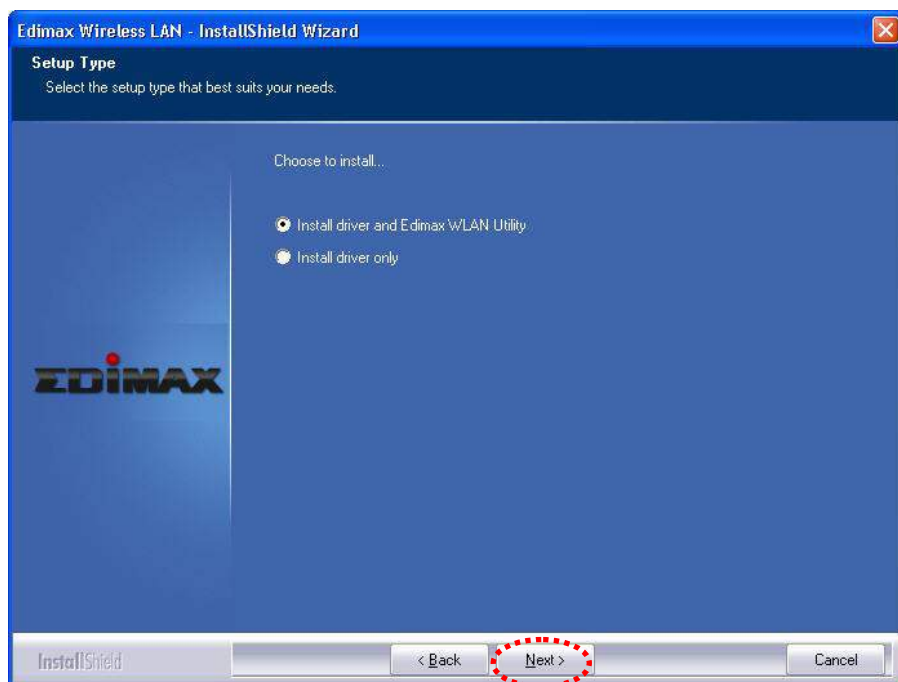 Edimax Wireless LAN - InstallShield Wizard
Setup Type
Select the setup type that best suits your needs.
Choose to install...
Install driver and Edimax WLAN Utility
Install driver only
EDIMAX
InstallShield
< Back
Next >
Cancel